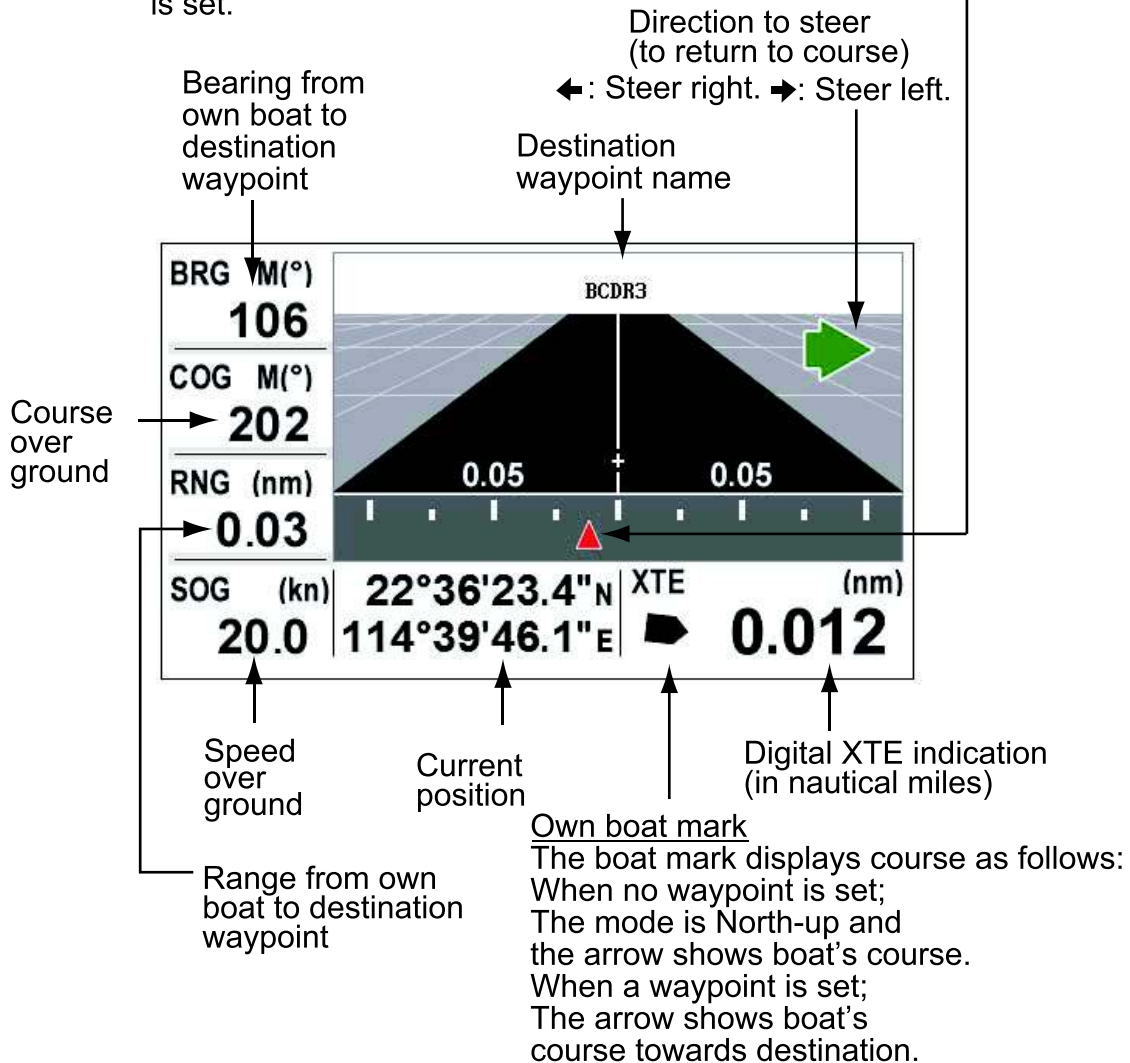 is set.
Direction to steer
(to return to course)
←: Steer right. →: Steer left.
Bearing from
own boat to
destination
waypoint
Destination
waypoint name
BRG M(°)
106
BCDR3
COG M(°)
202
Course
over
ground
RNG (nm)
0.03
0.05
0.05
SOG (kn)
20.0
22°36'23.4"N
114°39'46.1"E
XTE (nm)
0.012
Speed
over
ground
Current
position
Digital XTE indication
(in nautical miles)
Range from own
boat to destination
waypoint
Own boat mark
The boat mark displays course as follows:
When no waypoint is set;
The mode is North-up and
the arrow shows boat's course.
When a waypoint is set;
The arrow shows boat's
course towards destination.